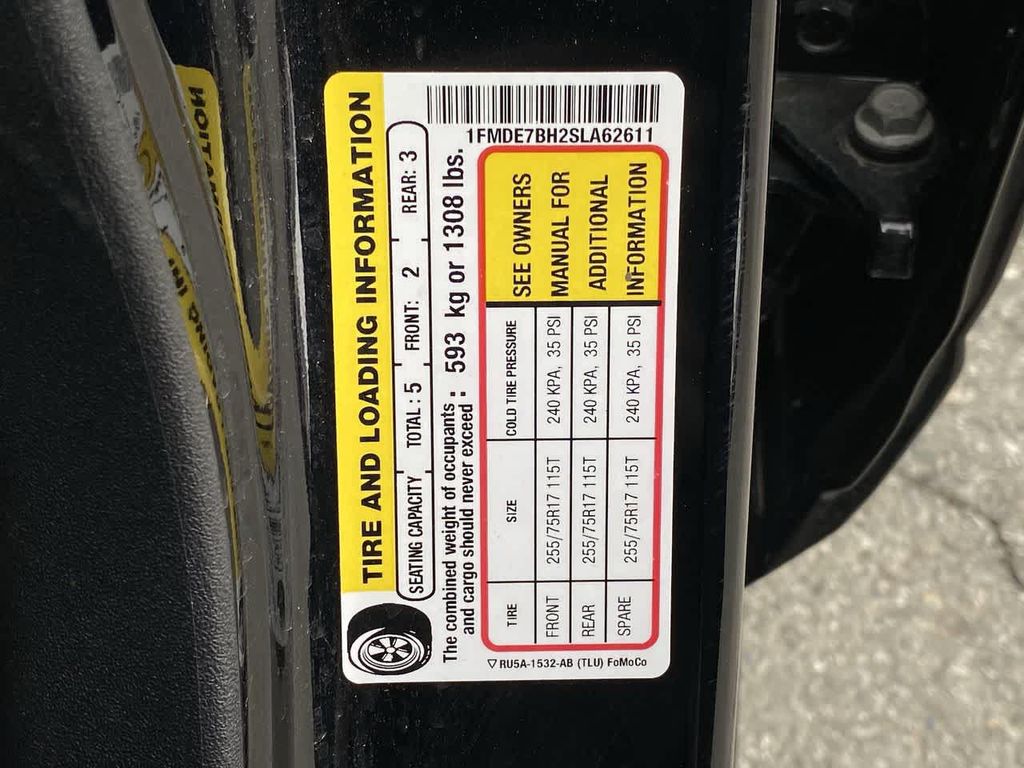 1FMDE7BH2SLA62611
TIRE AND LOADING INFORMATION
SEATING CAPACITY TOTAL : 5 FRONT: 2 REAR: 3
The combined weight of occupants
and cargo should never exceed : 593 kg or 1308 lbs.
TIRE SIZE COLD TIRE PRESSURE
FRONT 255/75R17 115T 240 KPA, 35 PSI
REAR 255/75R17 115T 240 KPA, 35 PSI
SPARE 255/75R17 115T 240 KPA, 35 PSI
SEE OWNERS
MANUAL FOR
ADDITIONAL
INFORMATION
RU5A-1532-AB (TLU) FoMoCo